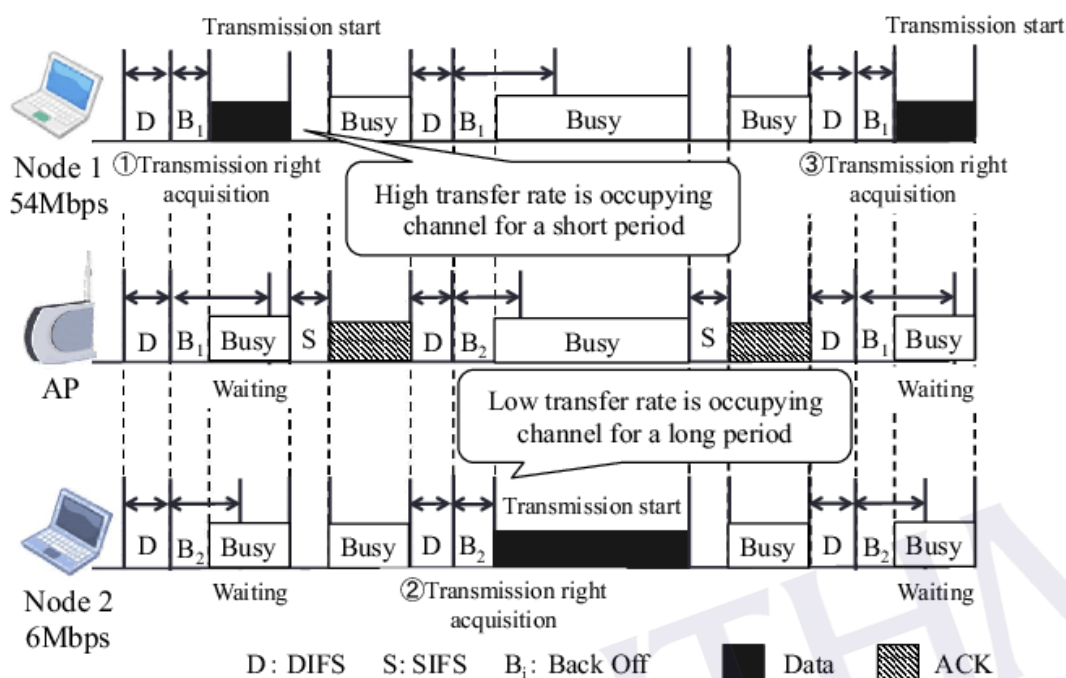 Transmission start
Transmission start
D B₁ Busy D B₁ Busy Busy D B₁
Node 1
54Mbps
①Transmission right
acquisition
③Transmission right
acquisition
High transfer rate is occupying
channel for a short period
D B₁ Busy S D B₂ Busy S D B₁ Busy
AP
Waiting
Waiting
Low transfer rate is occupying
channel for a long period
Transmission start
D B₂ Busy Busy D B₂ Busy D B₂ Busy
Node 2
6Mbps
Waiting
②Transmission right
acquisition
Waiting
D : DIFS S: SIFS Bᵢ: Back Off Data ACK